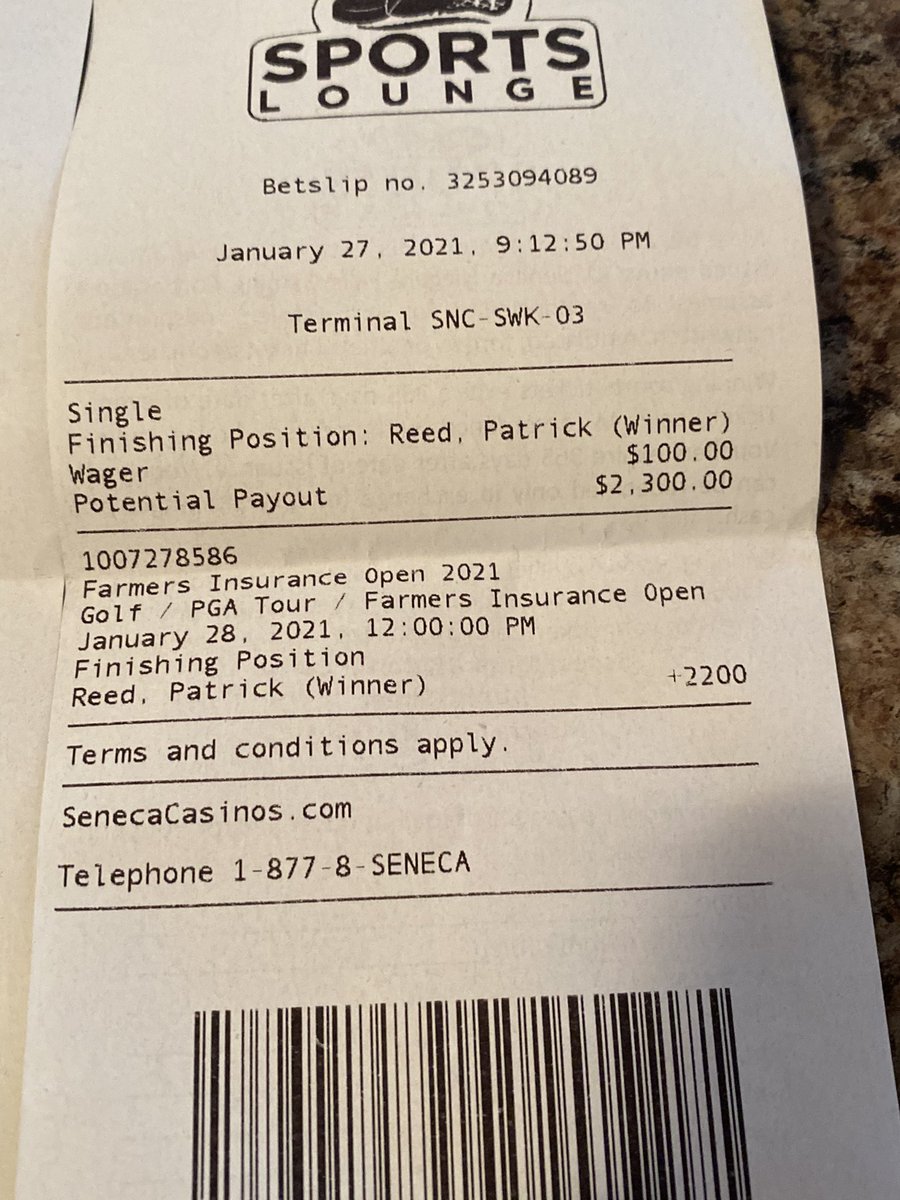 SPORTS
LOUNGE
Betslip no. 3253094089
January 27, 2021, 9:12:50 PM
Terminal SNC-SWK-03
Single
Finishing Position: Reed, Patrick (Winner)
Wager $100.00
Potential Payout $2,300.00
1007278586
Farmers Insurance Open 2021
Golf / PGA Tour / Farmers Insurance Open
January 28, 2021, 12:00:00 PM
Finishing Position
Reed, Patrick (Winner) +2200
Terms and conditions apply.
SenecaCasinos.com
Telephone 1-877-8-SENECA